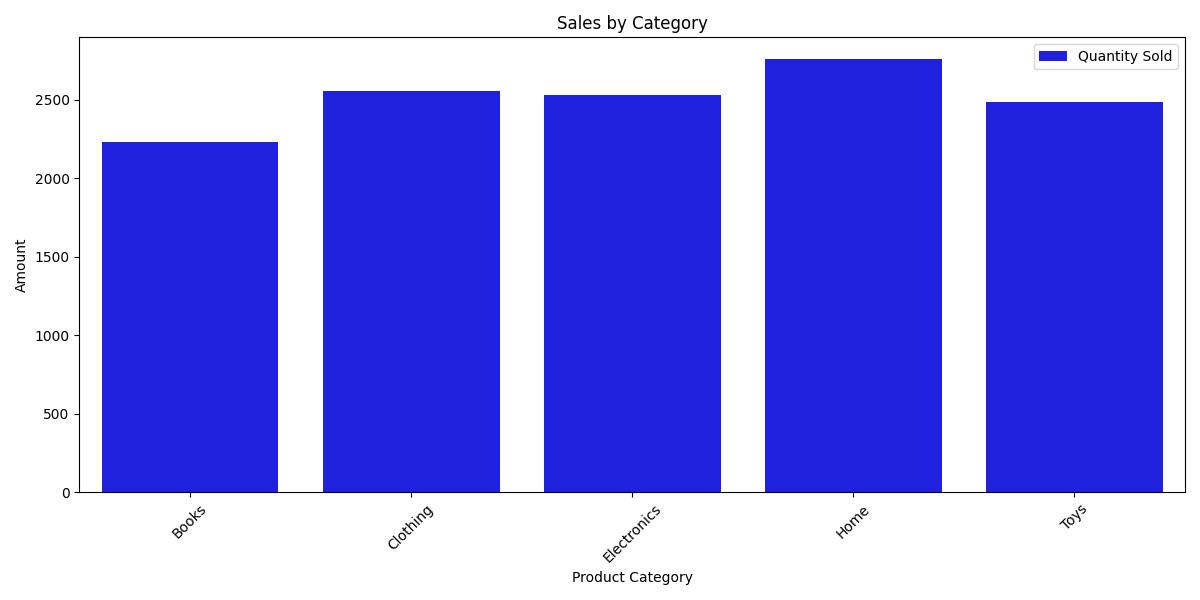 Sales by Category
Quantity Sold
Amount
2500
2000
1500
1000
500
0
Books
Clothing
Electronics
Home
Toys
Product Category